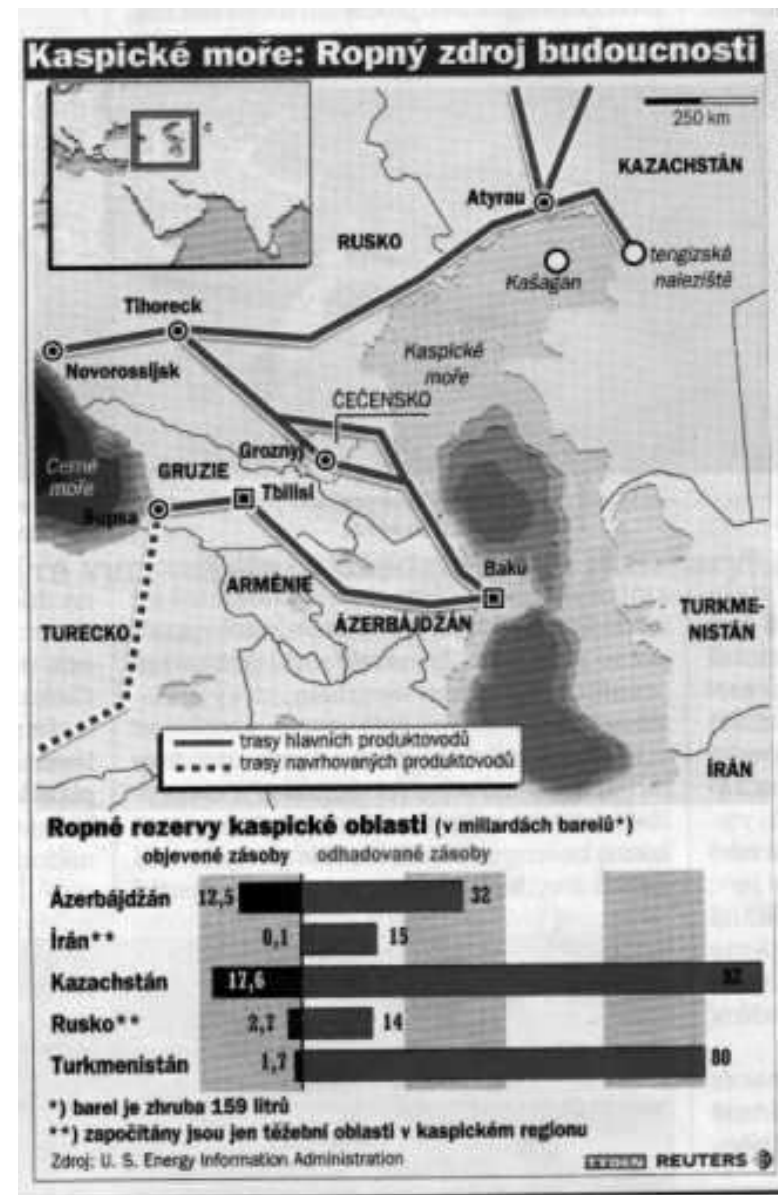 Kaspické moře: Ropný zdroj budoucnosti
250 km
KAZACHSTÁN
Atyrau
RUSKO
tengizská
naleziště
Kašagan
Tihoreck
Kaspické
moře
Novorossijsk
ČEČENSKO
Groznyj
Černé
moře
GRUZIE
Tbilisi
Supsa
Baku
ARMÉNIE
ÁZERBÁJDŽÁN
TURKME-
NISTÁN
TURECKO
trasy hlavních produktovodů
trasy navrhovaných produktovodů
ÍRÁN
Ropné rezervy kaspické oblasti (v miliardách barelů*)
objevené zásoby odhadované zásoby
Ázerbájdžán 12,5 32
Írán** 0,1 15
Kazachstán 17,6 92
Rusko** 2,7 14
Turkmenistán 1,7 80
*) barel je zhruba 159 litrů
**) započítány jsou jen těžební oblasti v kaspickém regionu
Zdroj: U. S. Energy Information Administration
TÝDEN REUTERS